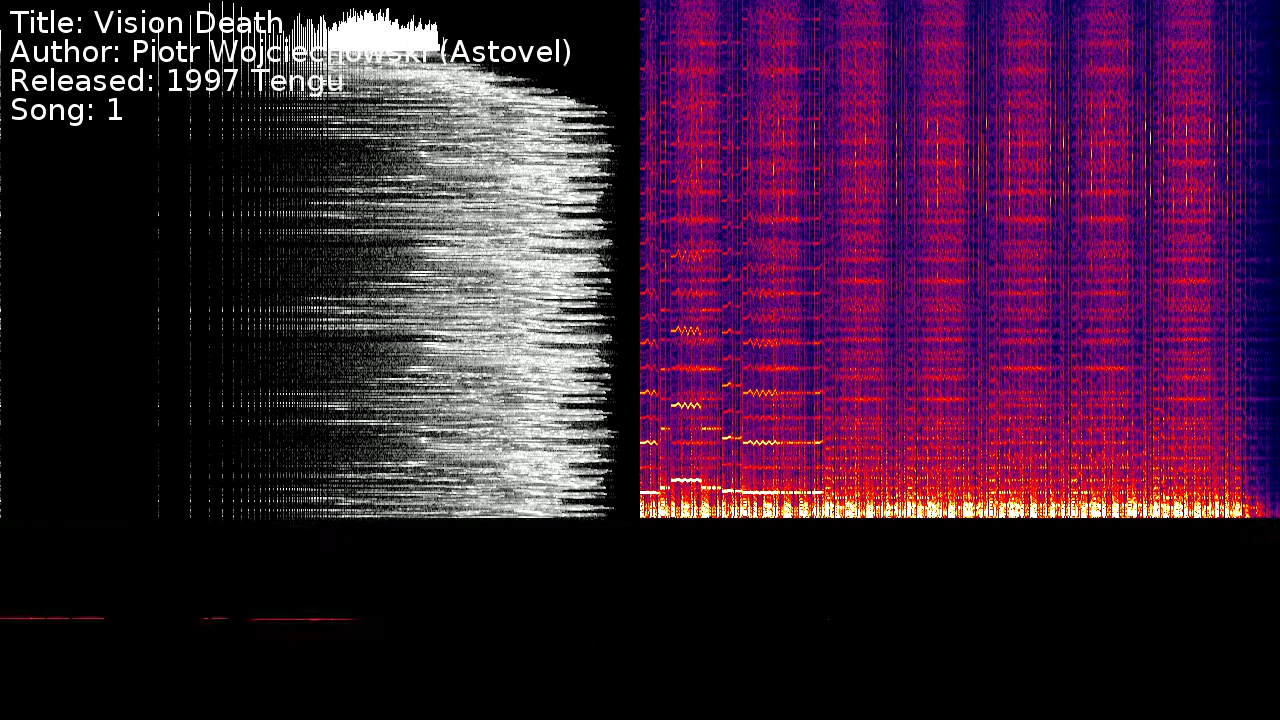 Title: Vision Death
Author: Piotr Wojciechowski (Astovel)
Released: 1997 Tengu
Song: 1